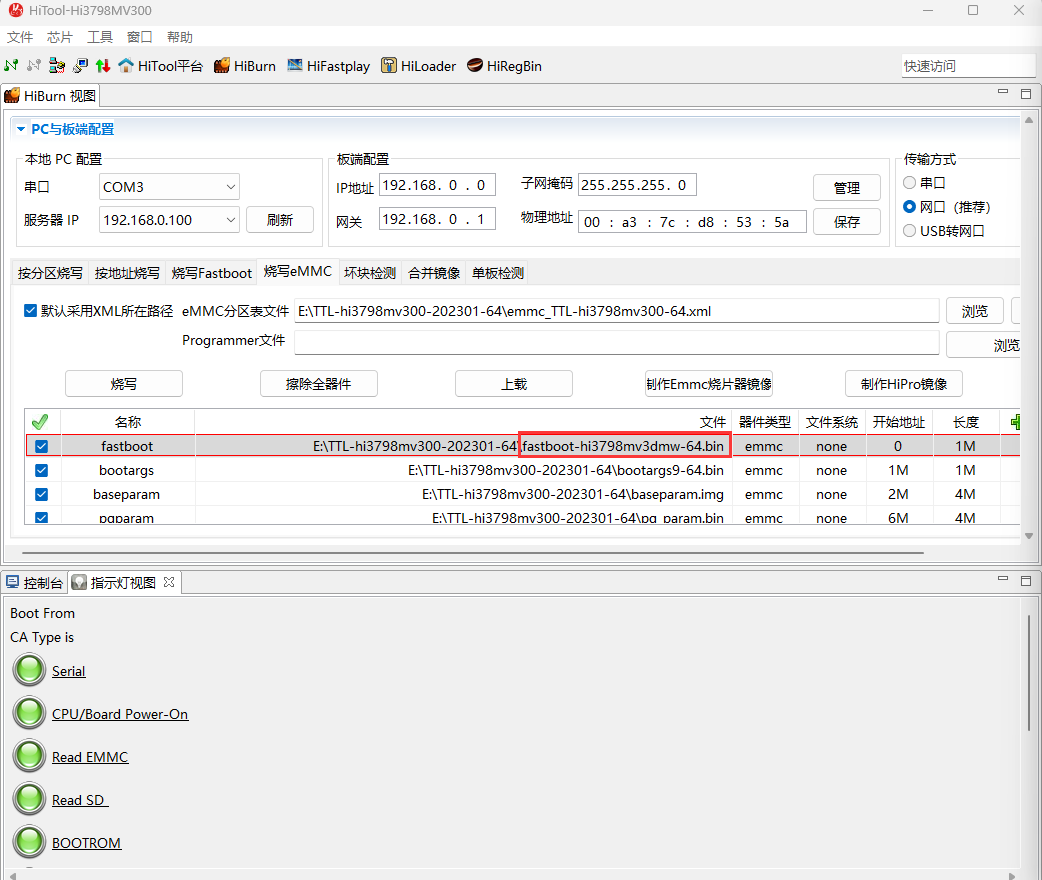 HiTool-Hi3798MV300
文件 芯片 工具 窗口 帮助
HiTool平台 HiBurn HiFastplay HiLoader HiRegBin 快速访问
HiBurn 视图
PC与板端配置
本地 PC 配置 板端配置 传输方式
串口 COM3 IP地址 192.168. 0 . 0 子网掩码 255.255.255. 0 管理 串口
服务器 IP 192.168.0.100 刷新 网关 192.168. 0 . 1 物理地址 00 : a3 : 7c : d8 : 53 : 5a 保存 网口（推荐）
USB转网口
按分区烧写 按地址烧写 烧写Fastboot 烧写eMMC 坏块检测 合并镜像 单板检测
默认采用XML所在路径 eMMC分区表文件 E:\TTL-hi3798mv300-202301-64\emmc_TTL-hi3798mv300-64.xml 浏览
Programmer文件 浏览
烧写 擦除全器件 上载 制作Emmc烧片器镜像 制作HiPro镜像
名称 文件 器件类型 文件系统 开始地址 长度
fastboot E:\TTL-hi3798mv300-202301-64\fastboot-hi3798mv3dmw-64.bin emmc none 0 1M
bootargs E:\TTL-hi3798mv300-202301-64\bootargs9-64.bin emmc none 1M 1M
baseparam E:\TTL-hi3798mv300-202301-64\baseparam.img emmc none 2M 4M
pqparam E:\TTL-hi3798mv300-202301-64\pq_param.bin emmc none 6M 4M
控制台 指示灯视图
Boot From
CA Type is
Serial
CPU/Board Power-On
Read EMMC
Read SD
BOOTROM